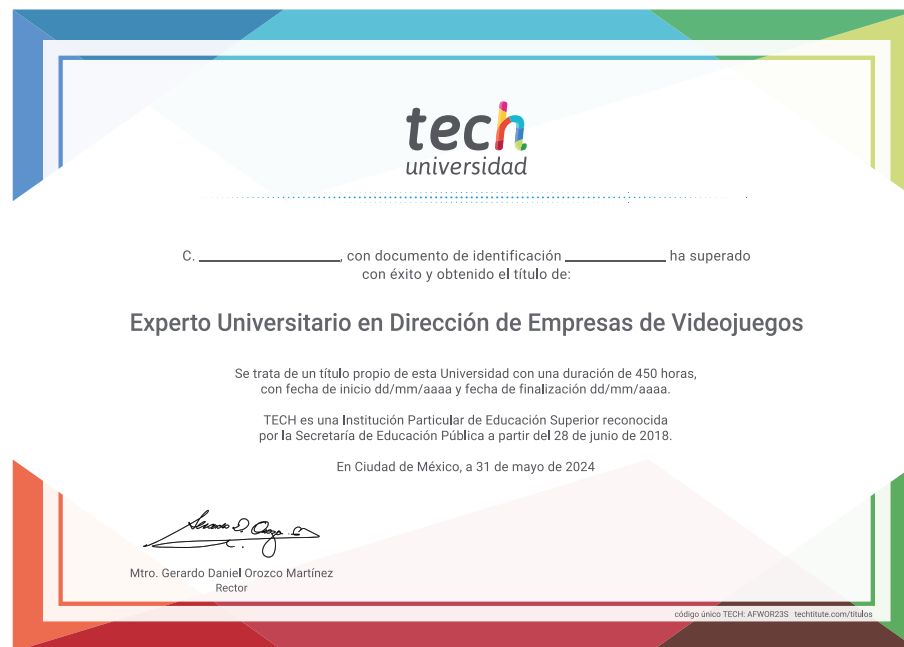 tech
universidad
C. ____________________, con documento de identificación ______________ ha superado
con éxito y obtenido el título de:
Experto Universitario en Dirección de Empresas de Videojuegos
Se trata de un título propio de esta Universidad con una duración de 450 horas,
con fecha de inicio dd/mm/aaaa y fecha de finalización dd/mm/aaaa.
TECH es una Institución Particular de Educación Superior reconocida
por la Secretaría de Educación Pública a partir del 28 de junio de 2018.
En Ciudad de México, a 31 de mayo de 2024
Mtro. Gerardo Daniel Orozco Martínez
Rector
código único TECH: AFWOR23S techtitute.com/titulos